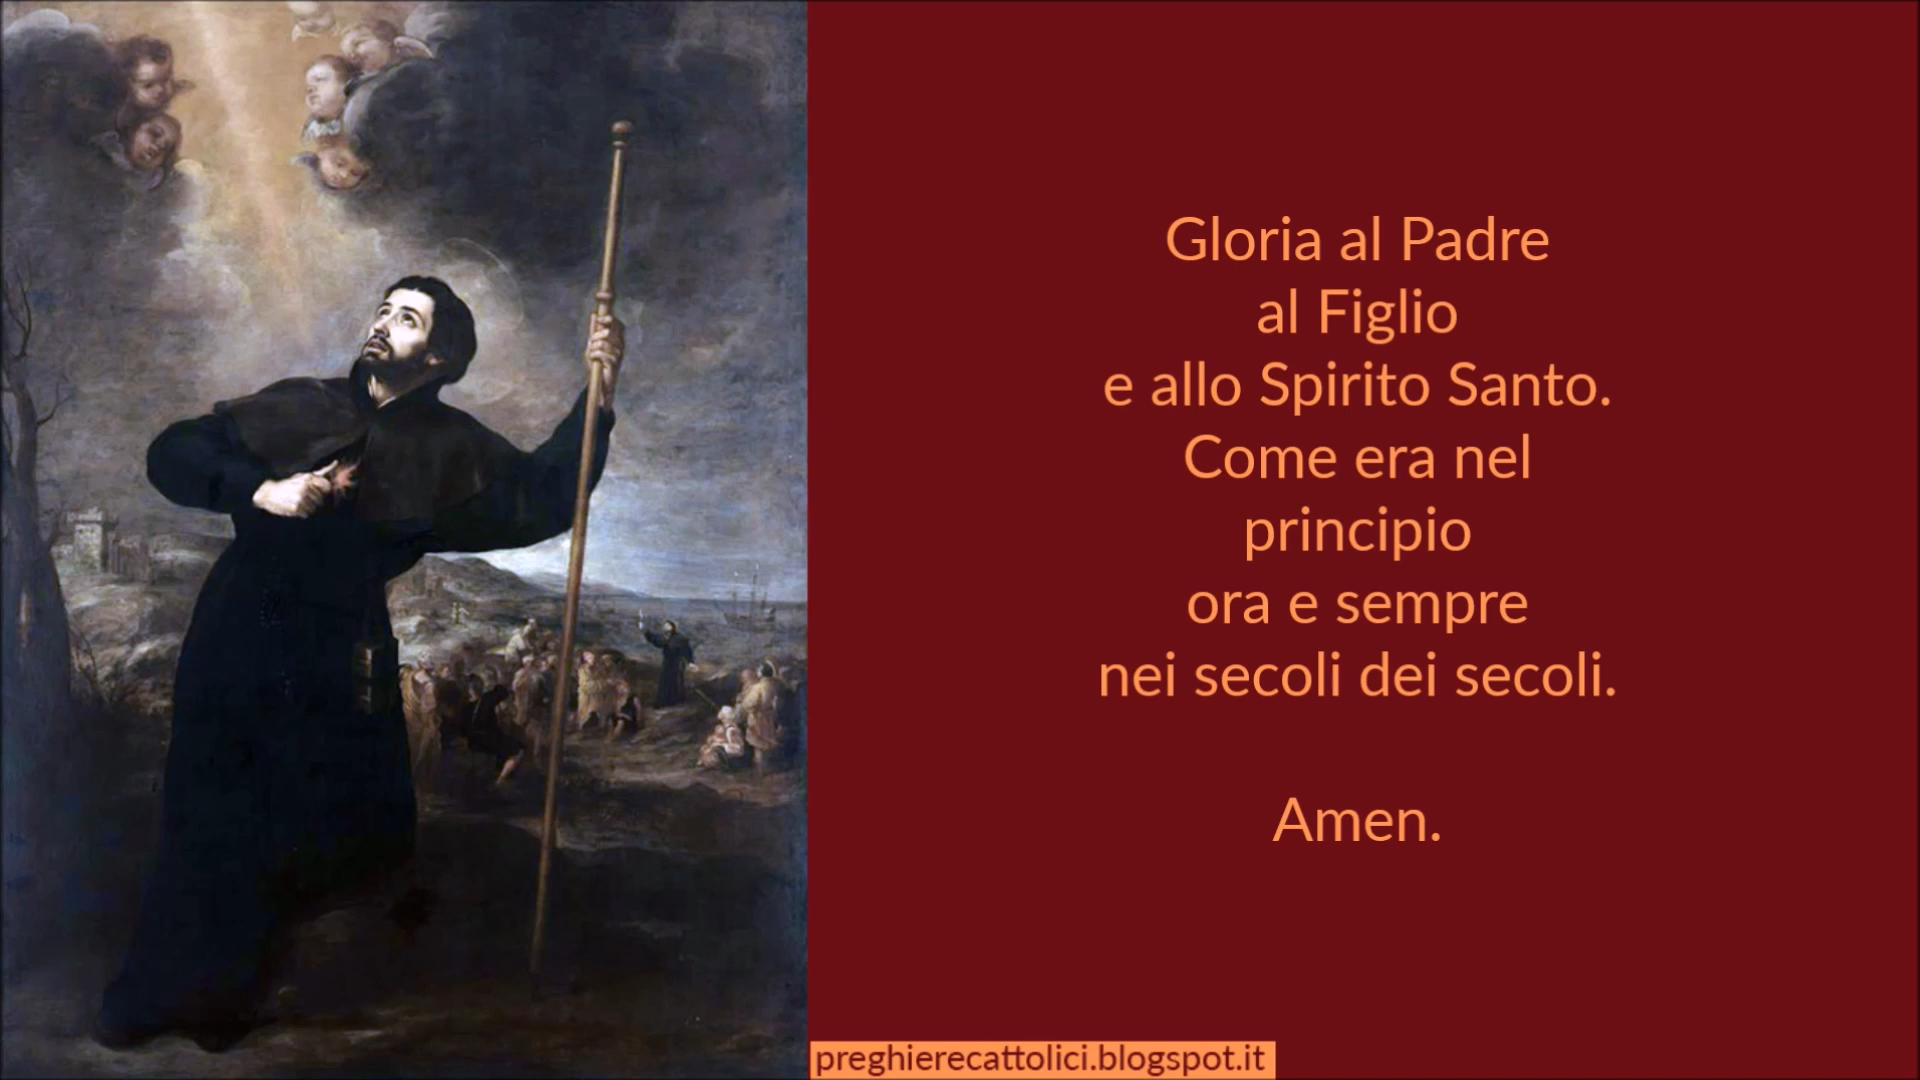 Gloria al Padre
al Figlio
e allo Spirito Santo.
Come era nel
principio
ora e sempre
nei secoli dei secoli.
Amen.
preghierecattolici.blogspot.it